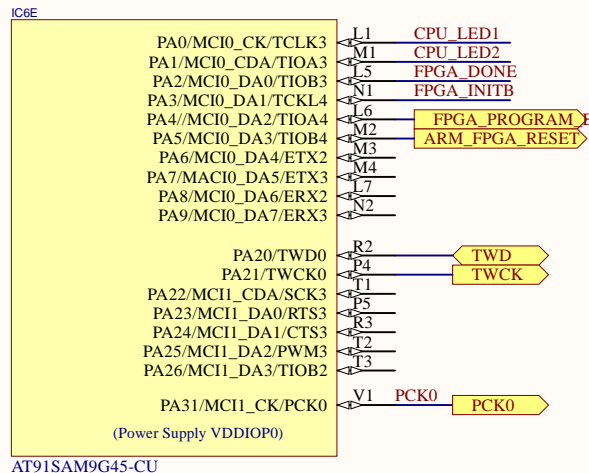 IC6E
PA0/MCI0_CK/TCLK3 L1 CPU_LED1
PA1/MCI0_CDA/TIOA3 M1 CPU_LED2
PA2/MCI0_DA0/TIOB3 L5 FPGA_DONE
PA3/MCI0_DA1/TCKL4 N1 FPGA_INITB
PA4//MCI0_DA2/TIOA4 L6 FPGA_PROGRAM_B
PA5/MCI0_DA3/TIOB4 M2 ARM_FPGA_RESET
PA6/MCI0_DA4/ETX2 M3
PA7/MACI0_DA5/ETX3 M4
PA8/MCI0_DA6/ERX2 L7
PA9/MCI0_DA7/ERX3 N2
PA20/TWD0 R2 TWD
PA21/TWCK0 P4 TWCK
PA22/MCI1_CDA/SCK3 T1
PA23/MCI1_DA0/RTS3 P5
PA24/MCI1_DA1/CTS3 R3
PA25/MCI1_DA2/PWM3 T2
PA26/MCI1_DA3/TIOB2 T3
PA31/MCI1_CK/PCK0 V1 PCK0 PCK0
(Power Supply VDDIOP0)
AT91SAM9G45-CU